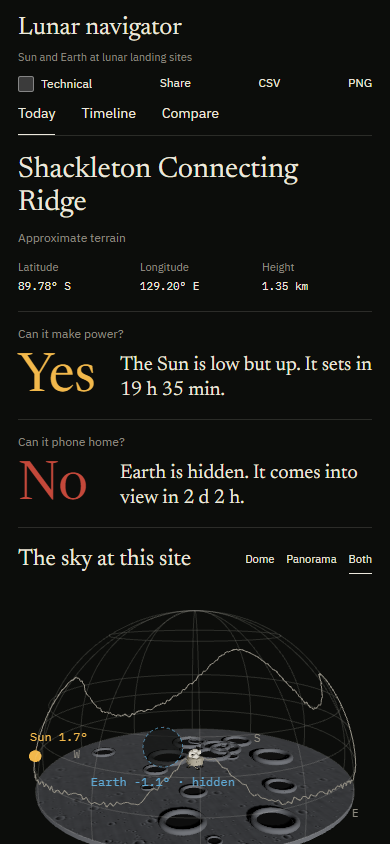 Lunar navigator
Sun and Earth at lunar landing sites
Technical Share CSV PNG
Today Timeline Compare
Shackleton Connecting
Ridge
Approximate terrain
Latitude Longitude Height
89.78° S 129.20° E 1.35 km
Can it make power?
Yes
The Sun is low but up. It sets in
19 h 35 min.
Can it phone home?
No
Earth is hidden. It comes into
view in 2 d 2 h.
The sky at this site Dome Panorama Both
Sun 1.7°
W
S
Earth -1.1° · hidden
E